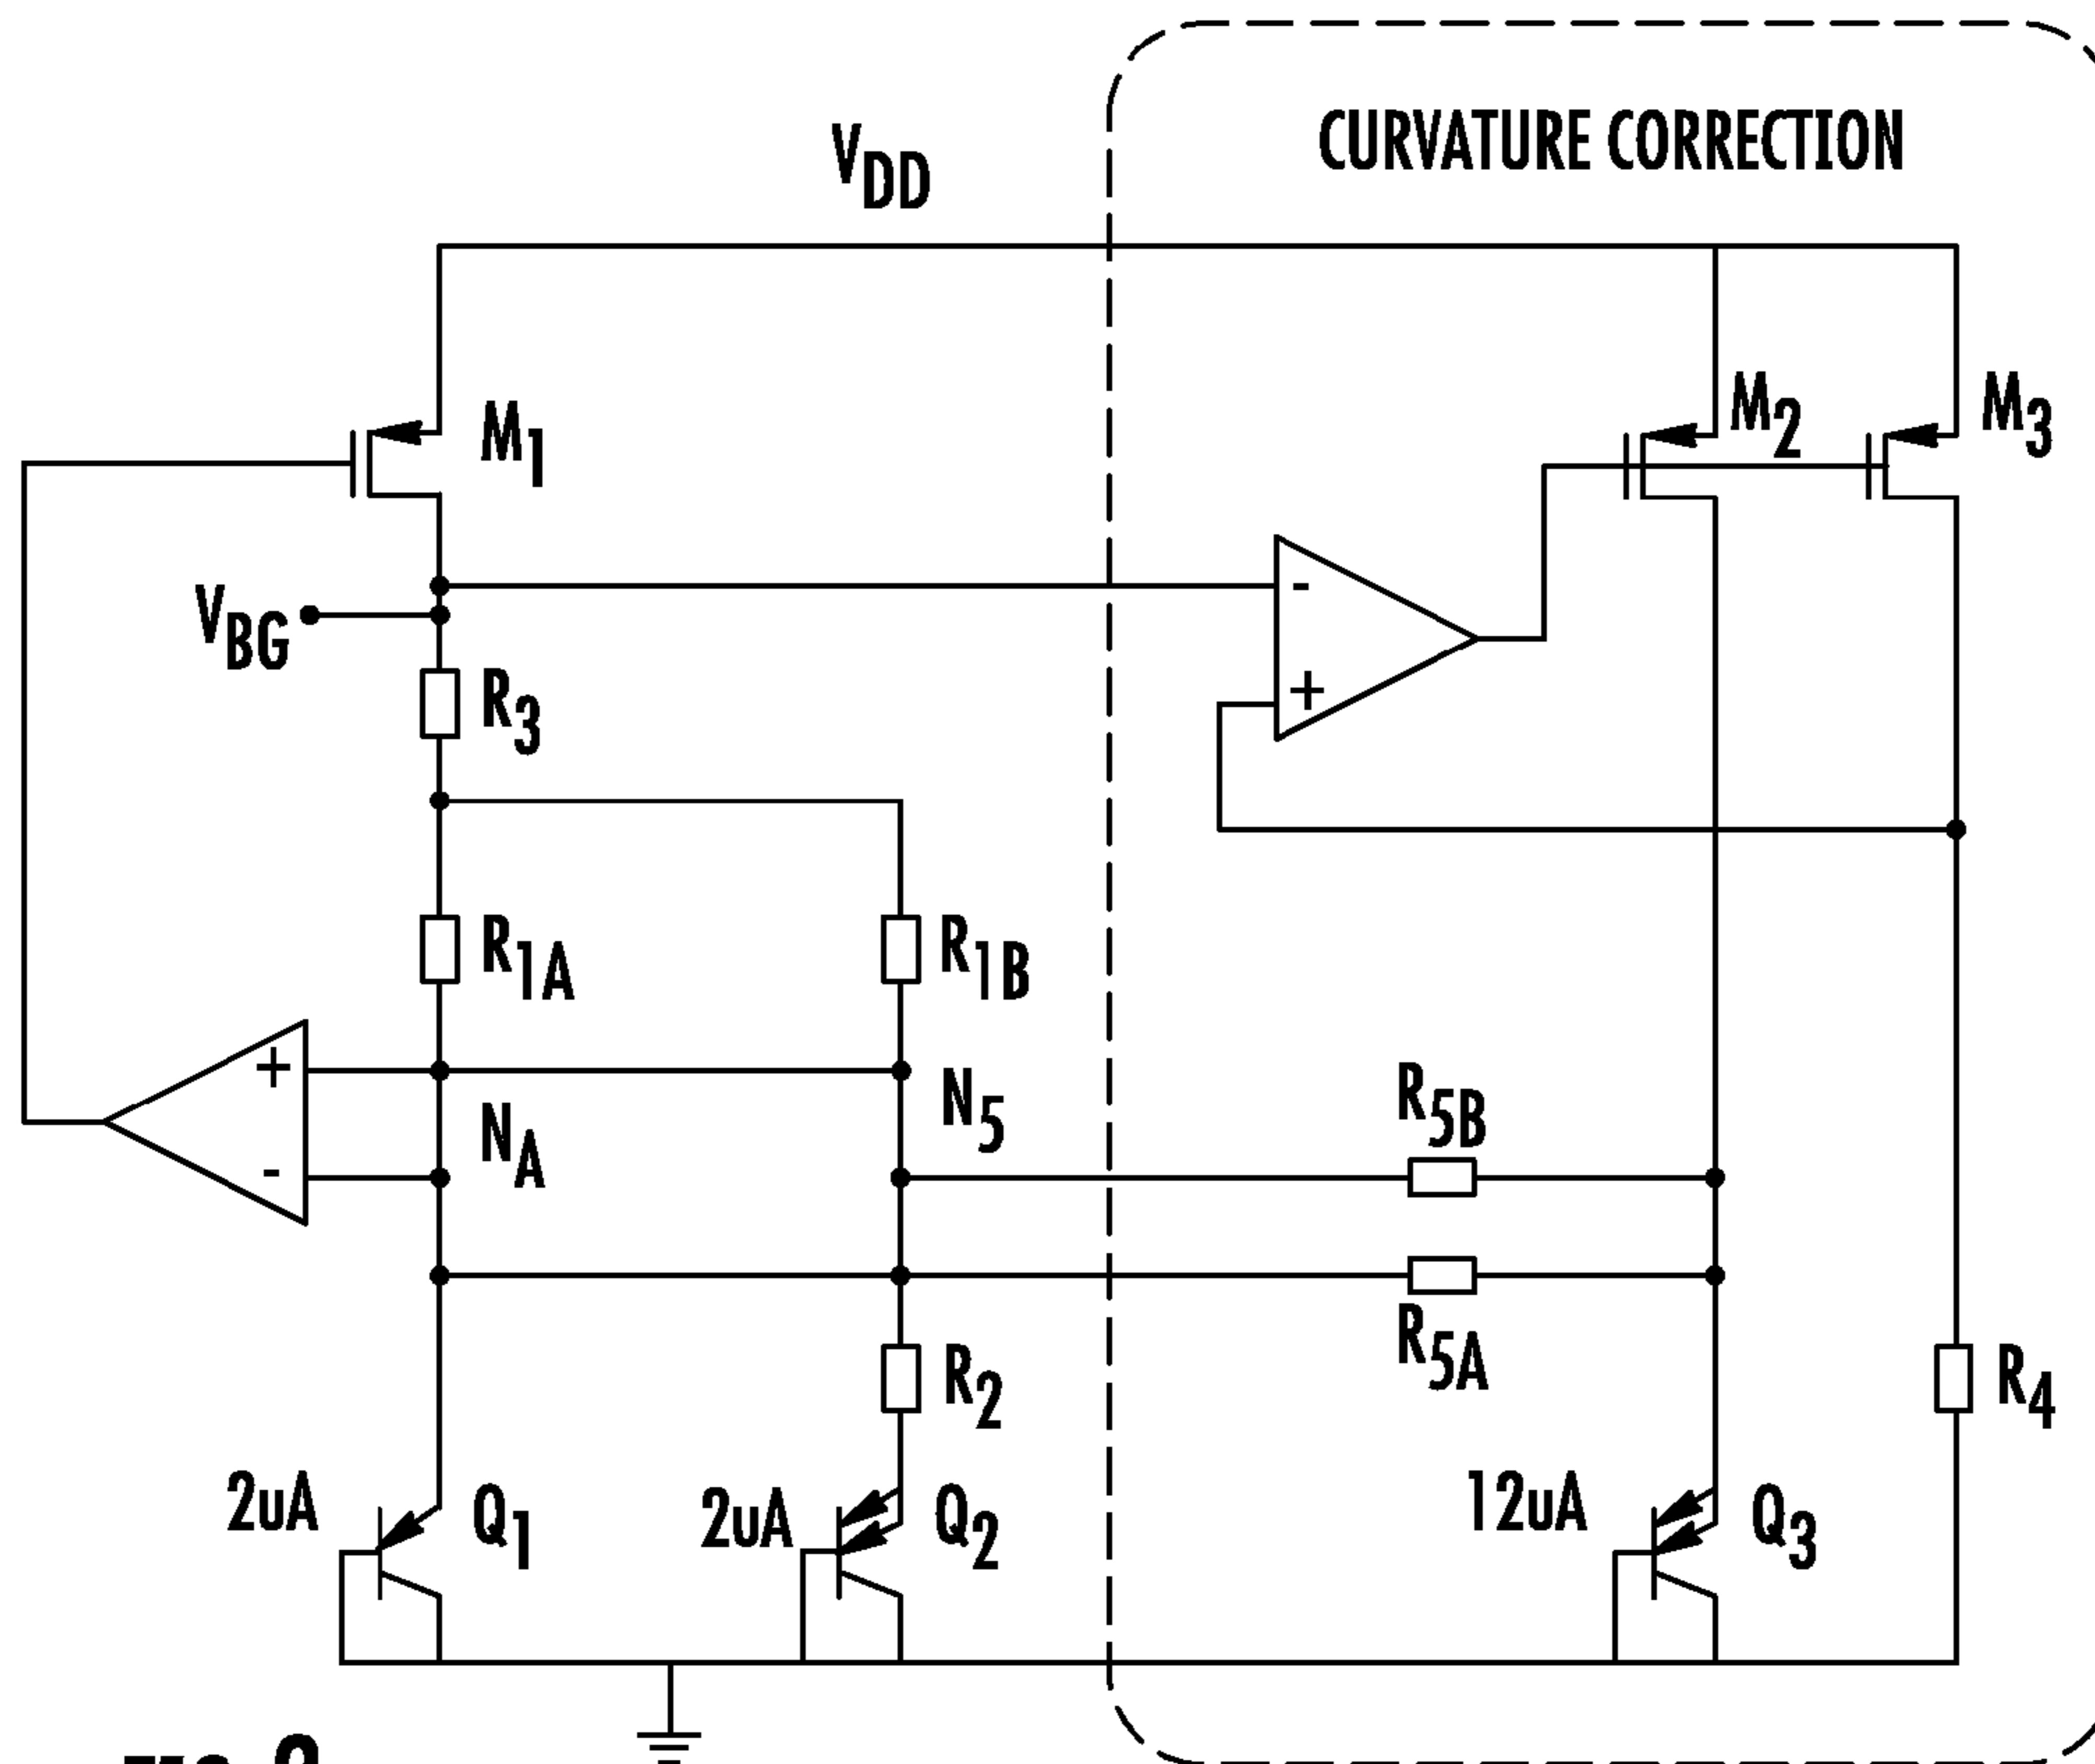 CURVATURE CORRECTION
VDD
M1
M2
M3
VBG
-
+
R3
R1A
R1B
+
-
NA
N5
R5B
R5A
R2
R4
2uA
Q1
2uA
Q2
12uA
Q3